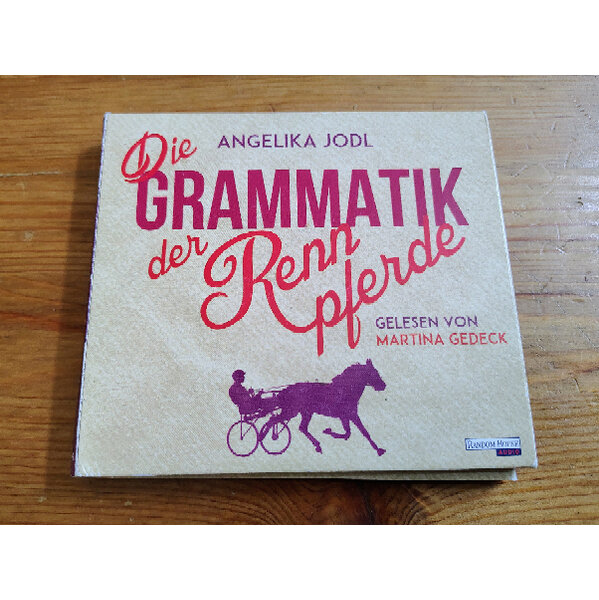 ANGELIKA JODL
Die
GRAMMATIK
der Renn
pferde
GELESEN VON
MARTINA GEDECK
RANDOM HOUSE
AUDIO